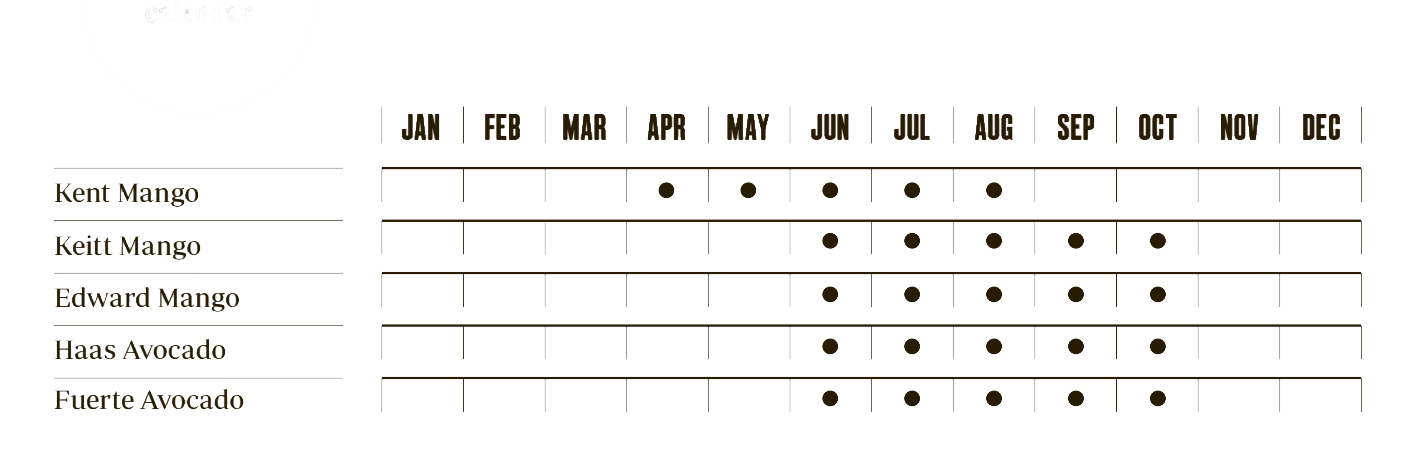 calendar
JAN FEB MAR APR MAY JUN JUL AUG SEP OCT NOV DEC
Kent Mango
Keitt Mango
Edward Mango
Haas Avocado
Fuerte Avocado